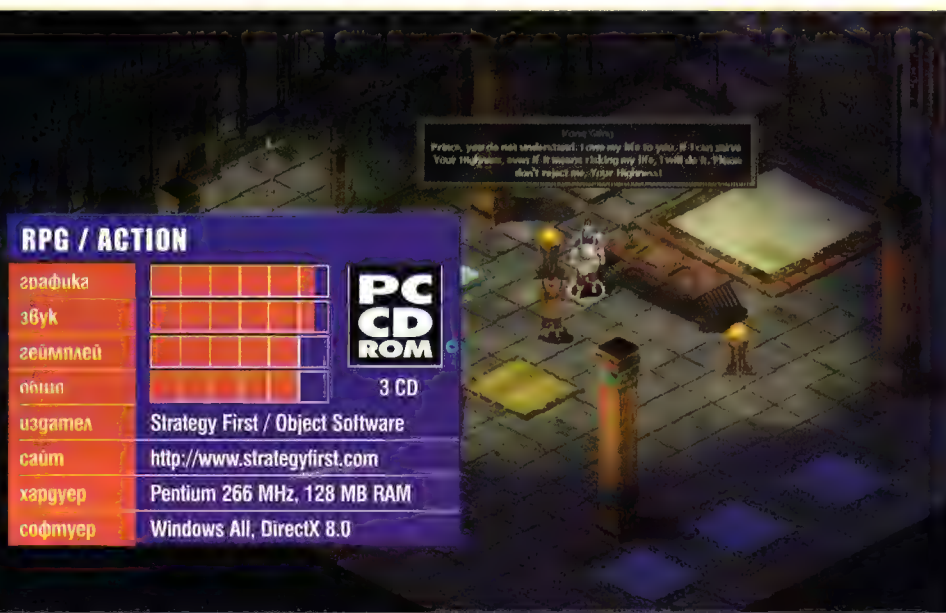 Prince, you do not understand. I owe my life to you. If I can serve
Your Highness, even if it means risking my life, I will do it. Please
don't reject me, Your Highness!
RPG / ACTION
графика
звук
геймплей
общо
издател Strategy First / Object Software
сайт http://www.strategyfirst.com
хардуер Pentium 266 MHz, 128 MB RAM
софтуер Windows All, DirectX 8.0
PC
CD
ROM
3 CD